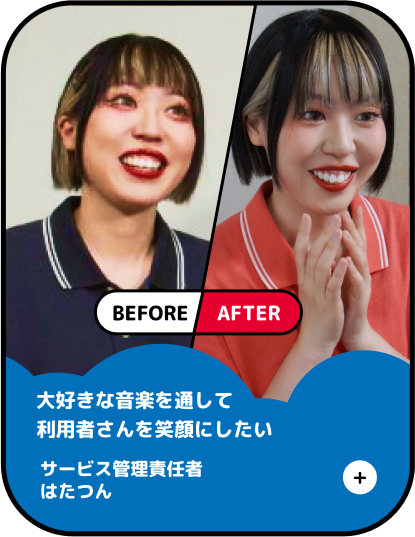 BEFORE
AFTER
大好きな音楽を通して
利用者さんを笑顔にしたい
サービス管理責任者
はたつん